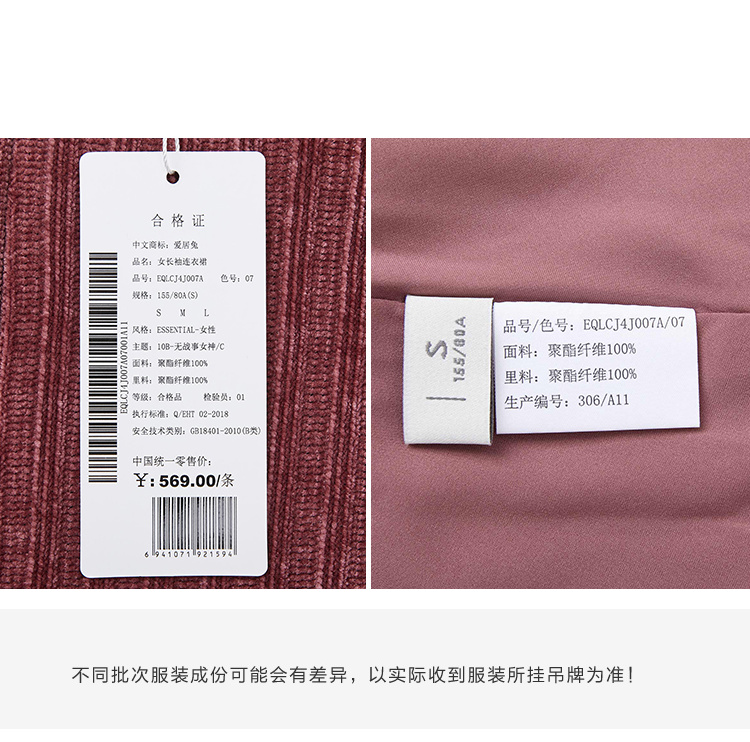 合格证
中文商标: 爱居兔
品名: 女长袖连衣裙
品号: EQLCJ4J007A 色号: 07
规格: 155/80A(S)
S M L
风格: ESSENTIAL-女性
主题: 10B-无战事女神/C
面料: 聚酯纤维100%
里料: 聚酯纤维100%
等级: 合格品 检验员: 01
执行标准: Q/EHT 02-2018
安全技术类别: GB18401-2010(B类)
中国统一零售价:
¥: 569.00/条
6 941071 921594
EQLCJ4J007A07001A11
S
155/80A
品号/色号: EQLCJ4J007A/07
面料: 聚酯纤维100%
里料: 聚酯纤维100%
生产编号: 306/A11
不同批次服装成份可能会有差异，以实际收到服装所挂吊牌为准！